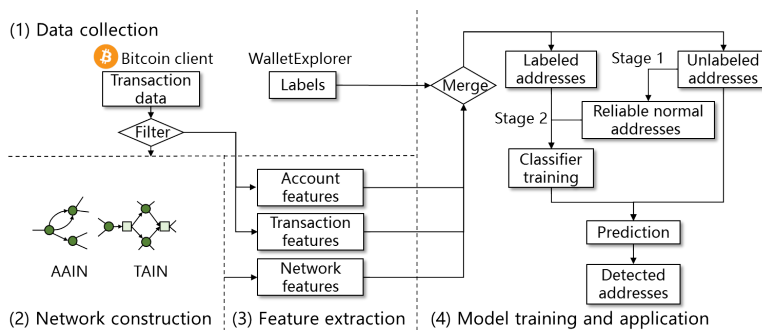 (1) Data collection
Bitcoin client
Transaction
data
Filter
WalletExplorer
Labels
Merge
Labeled
addresses
Stage 1
Unlabeled
addresses
Reliable normal
addresses
Stage 2
Classifier
training
Prediction
Detected
addresses
Account
features
Transaction
features
Network
features
AAIN
TAIN
(2) Network construction
(3) Feature extraction
(4) Model training and application